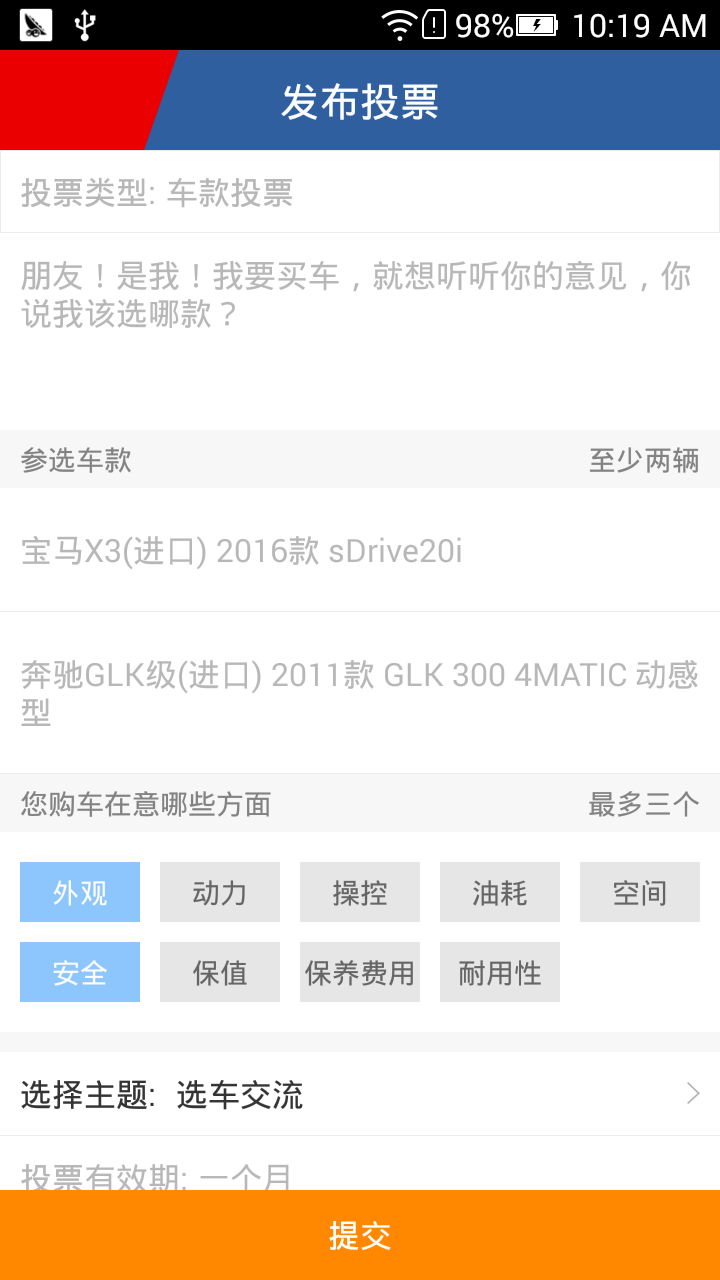 98% 10:19 AM
发布投票
投票类型: 车款投票
朋友！是我！我要买车，就想听听你的意见，你
说我该选哪款？
参选车款 至少两辆
宝马X3(进口) 2016款 sDrive20i
奔驰GLK级(进口) 2011款 GLK 300 4MATIC 动感
型
您购车在意哪些方面 最多三个
外观 动力 操控 油耗 空间
安全 保值 保养费用 耐用性
选择主题: 选车交流
投票有效期: 一个月
提交